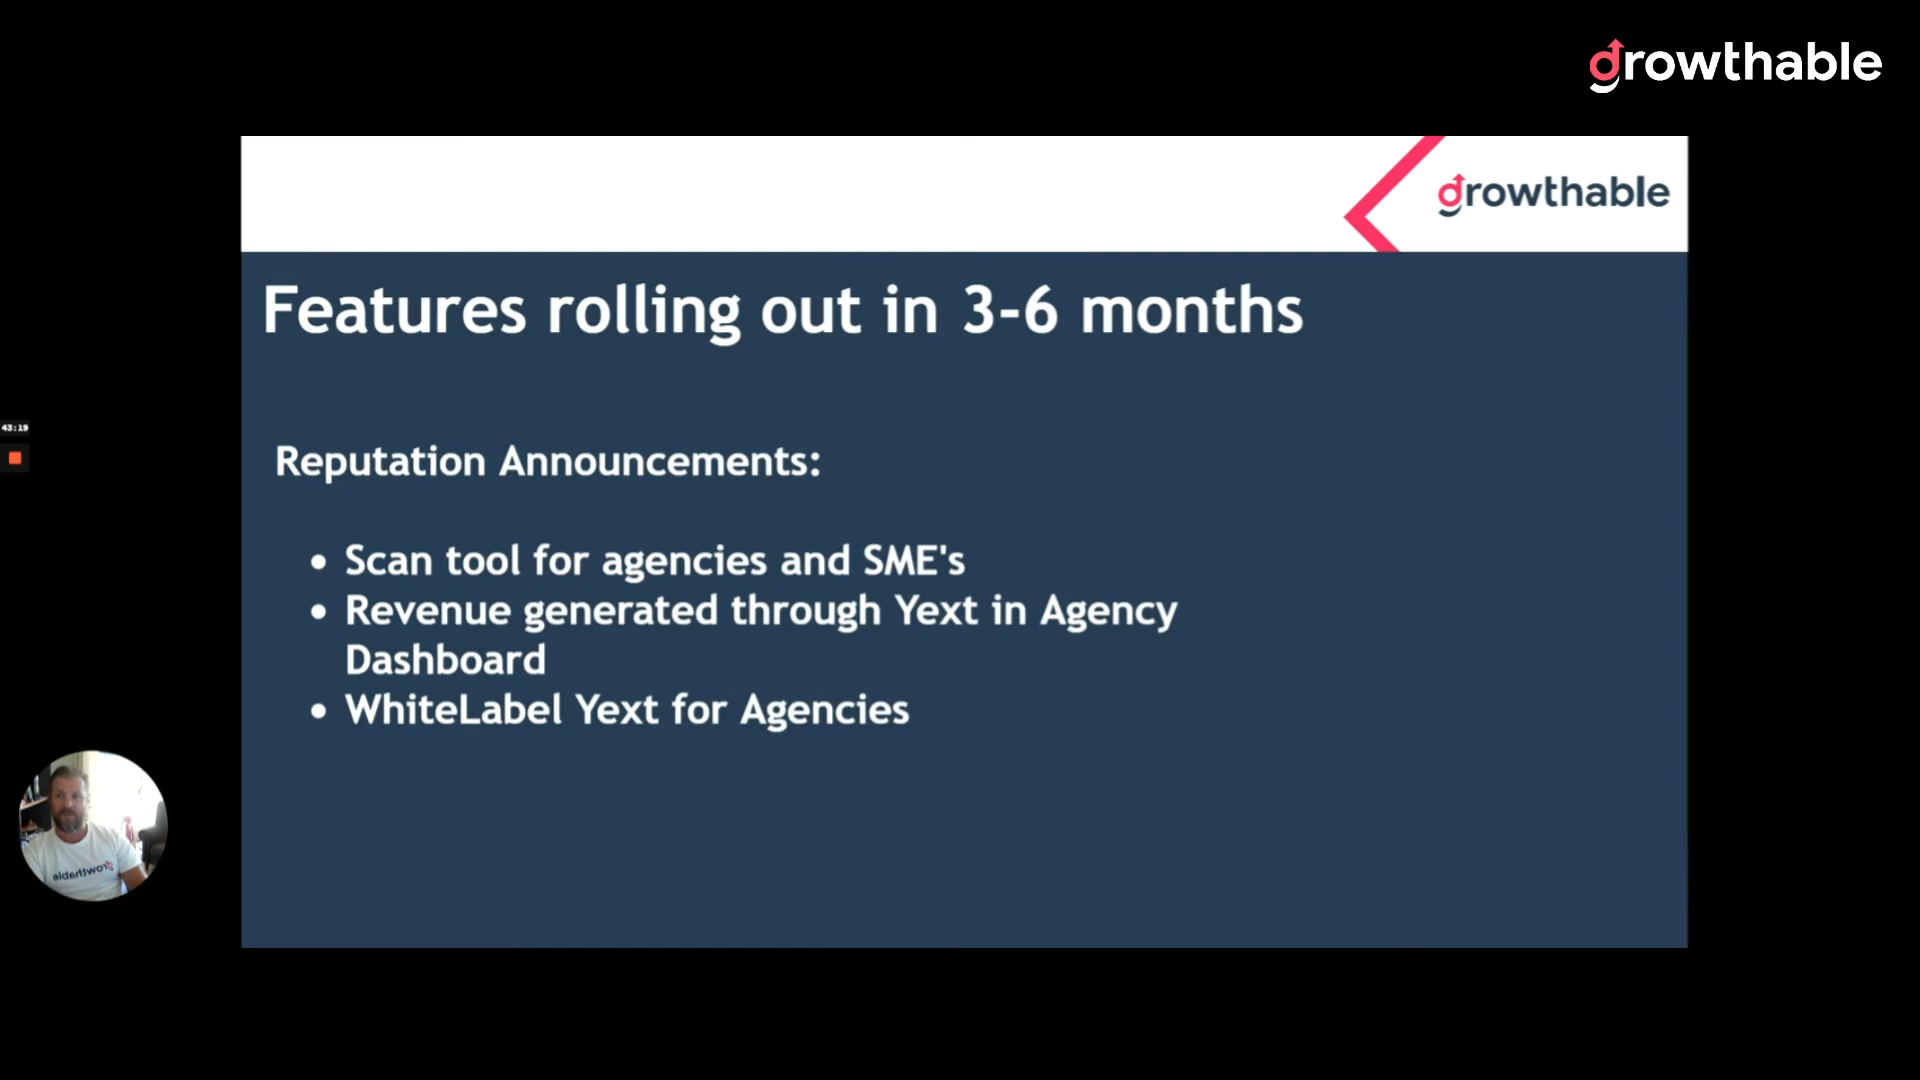 growthable
growthable
Features rolling out in 3-6 months
43:19
Reputation Announcements:
• Scan tool for agencies and SME's
• Revenue generated through Yext in Agency
Dashboard
• WhiteLabel Yext for Agencies
growthable